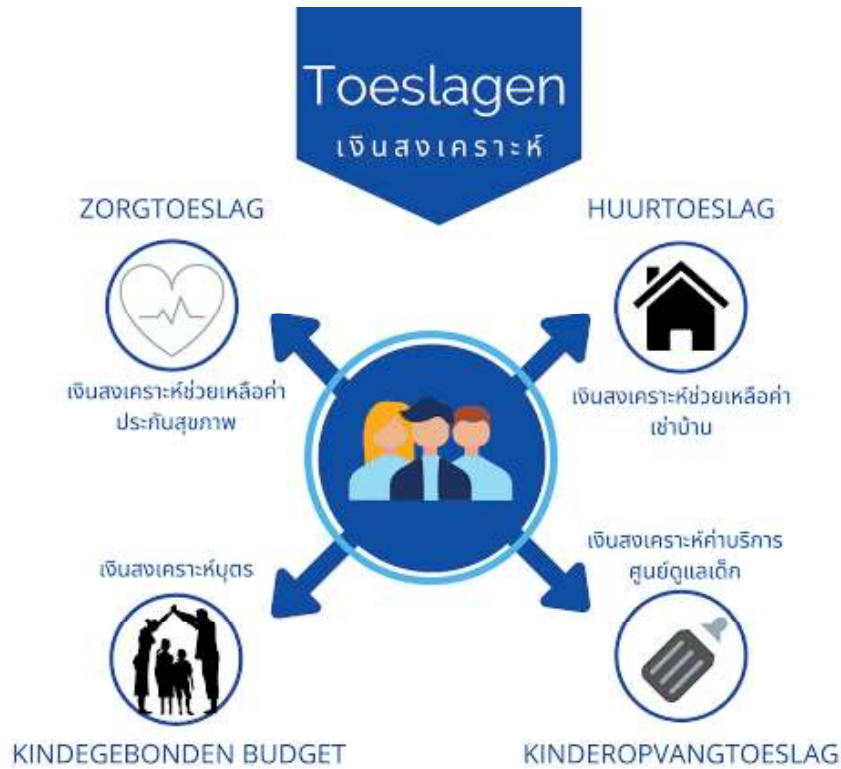 Toeslagen
เงินสงเคราะห์
ZORGTOESLAG
เงินสงเคราะห์ช่วยเหลือค่า
ประกันสุขภาพ
HUURTOESLAG
เงินสงเคราะห์ช่วยเหลือค่า
เช่าบ้าน
เงินสงเคราะห์บุตร
KINDEGEBONDEN BUDGET
เงินสงเคราะห์ค่าบริการ
ศูนย์ดูแลเด็ก
KINDEROPVANGTOESLAG